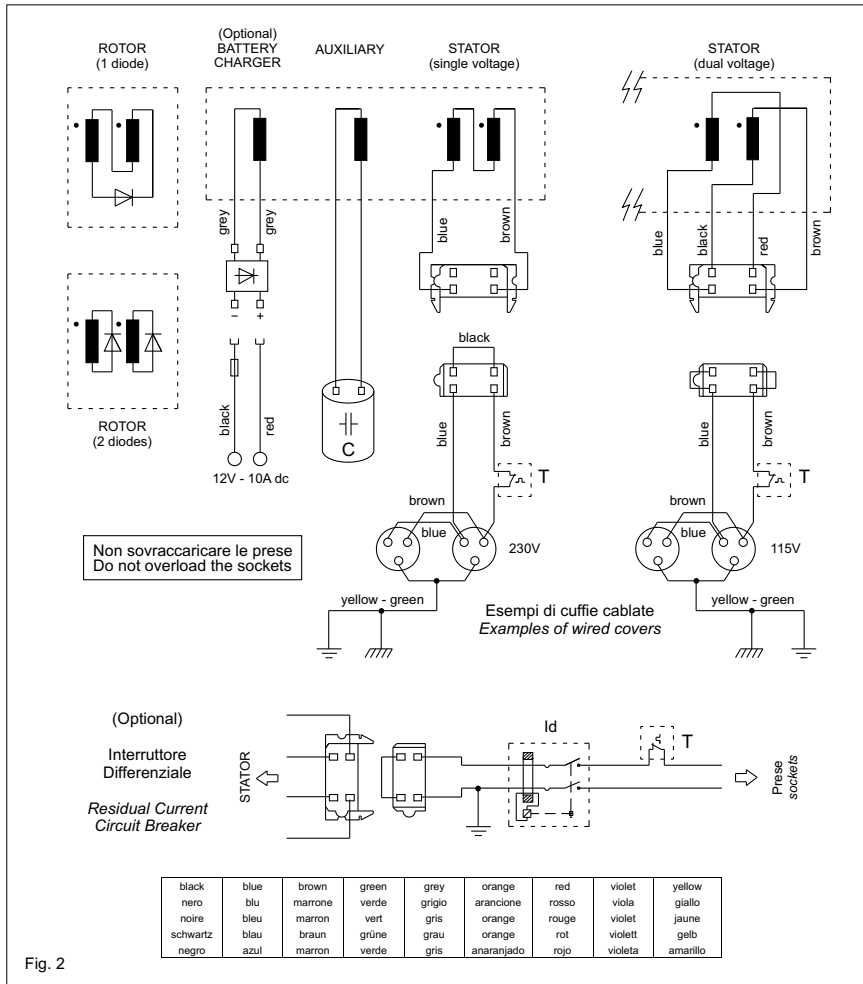 ROTOR
(1 diode)
(Optional)
BATTERY
CHARGER
AUXILIARY
STATOR
(single voltage)
STATOR
(dual voltage)
grey
grey
blue
brown
blue
black
red
brown
–
+
black
red
12V - 10A dc
C
ROTOR
(2 diodes)
black
blue
brown
T
brown
blue
230V
blue
brown
T
brown
blue
115V
Non sovraccaricare le prese
Do not overload the sockets
yellow - green
yellow - green
Esempi di cuffie cablate
Examples of wired covers
(Optional)
Interruttore
Differenziale
Residual Current
Circuit Breaker
STATOR
Id
T
Prese
sockets
black blue brown green grey orange red violet yellow
nero blu marrone verde grigio arancione rosso viola giallo
noire bleu marron vert gris orange rouge violet jaune
schwartz blau braun grüne grau orange rot violett gelb
negro azul marron verde gris anaranjado rojo violeta amarillo
Fig. 2